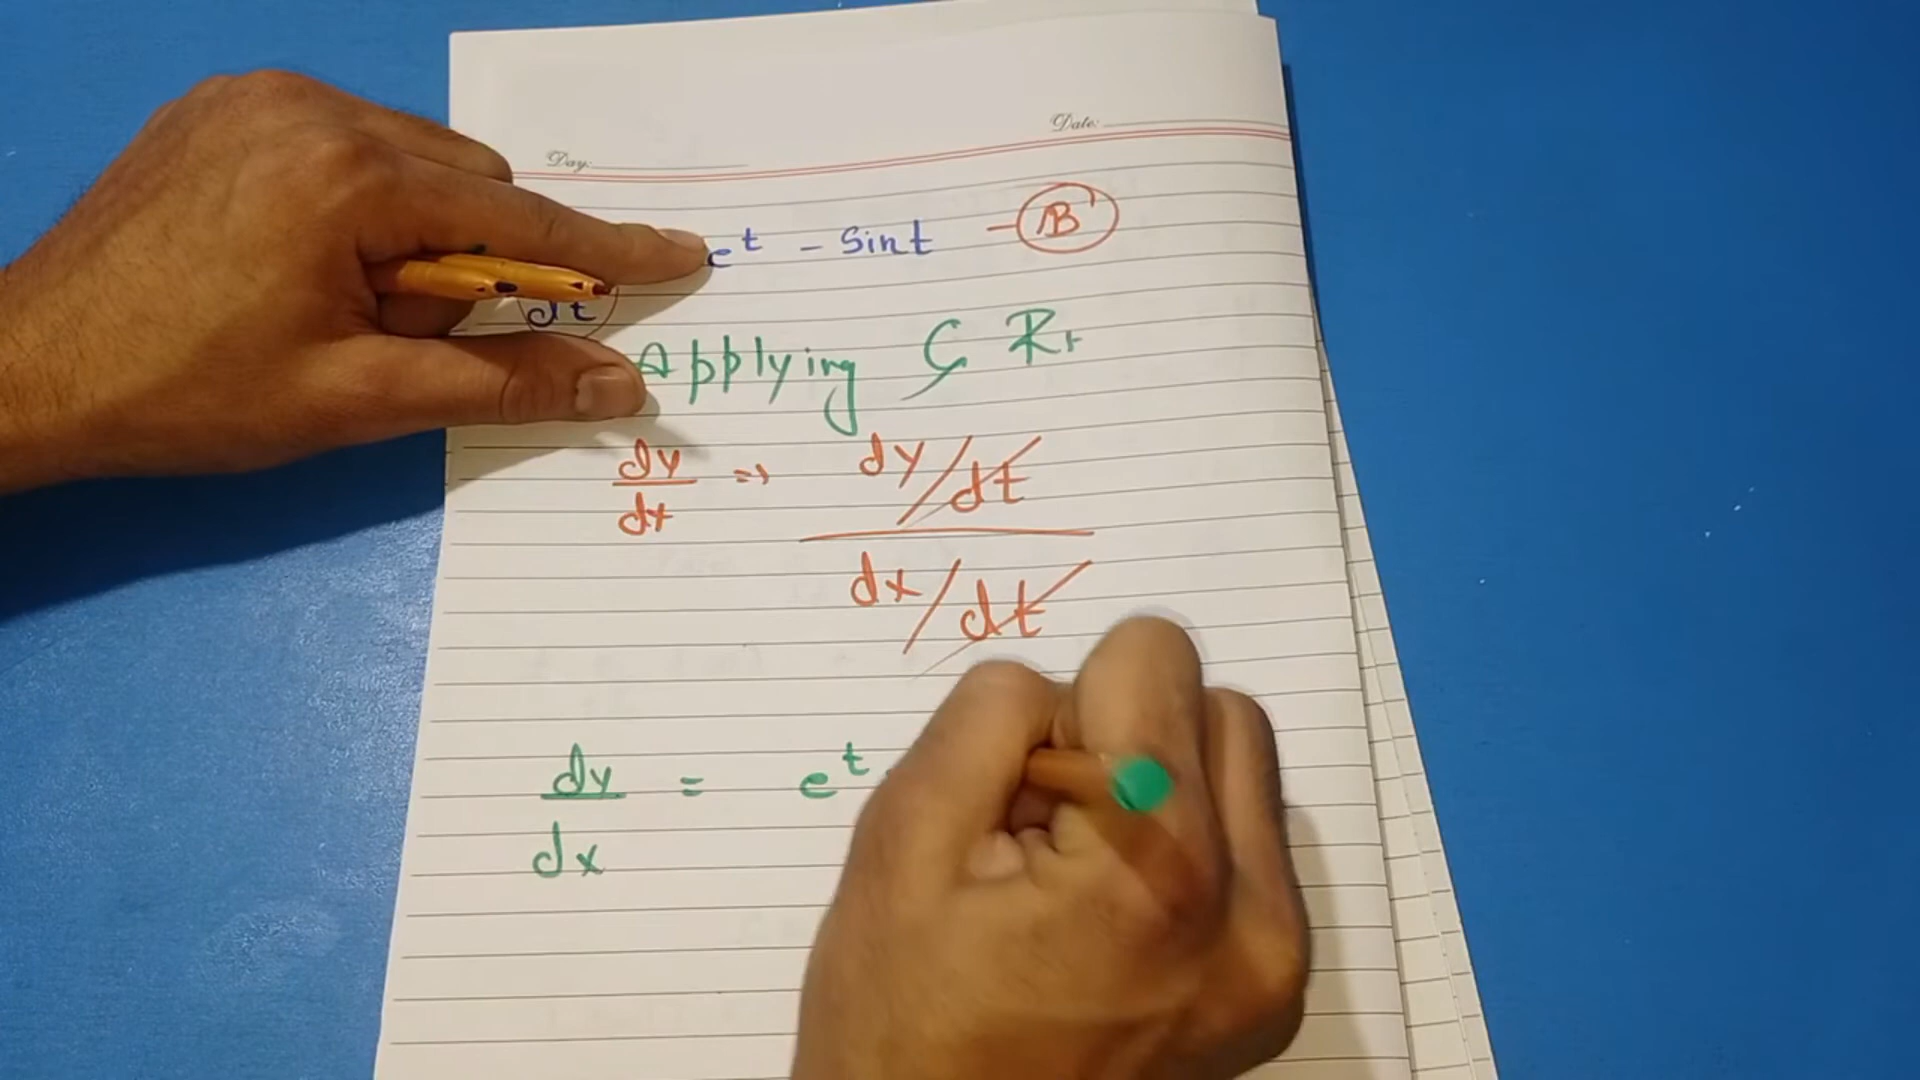 Date:
Day:
e^t - Sint - B
dt
Applying C R
dy/dx => dy/dt
dx/dt
dy/dx = e^t